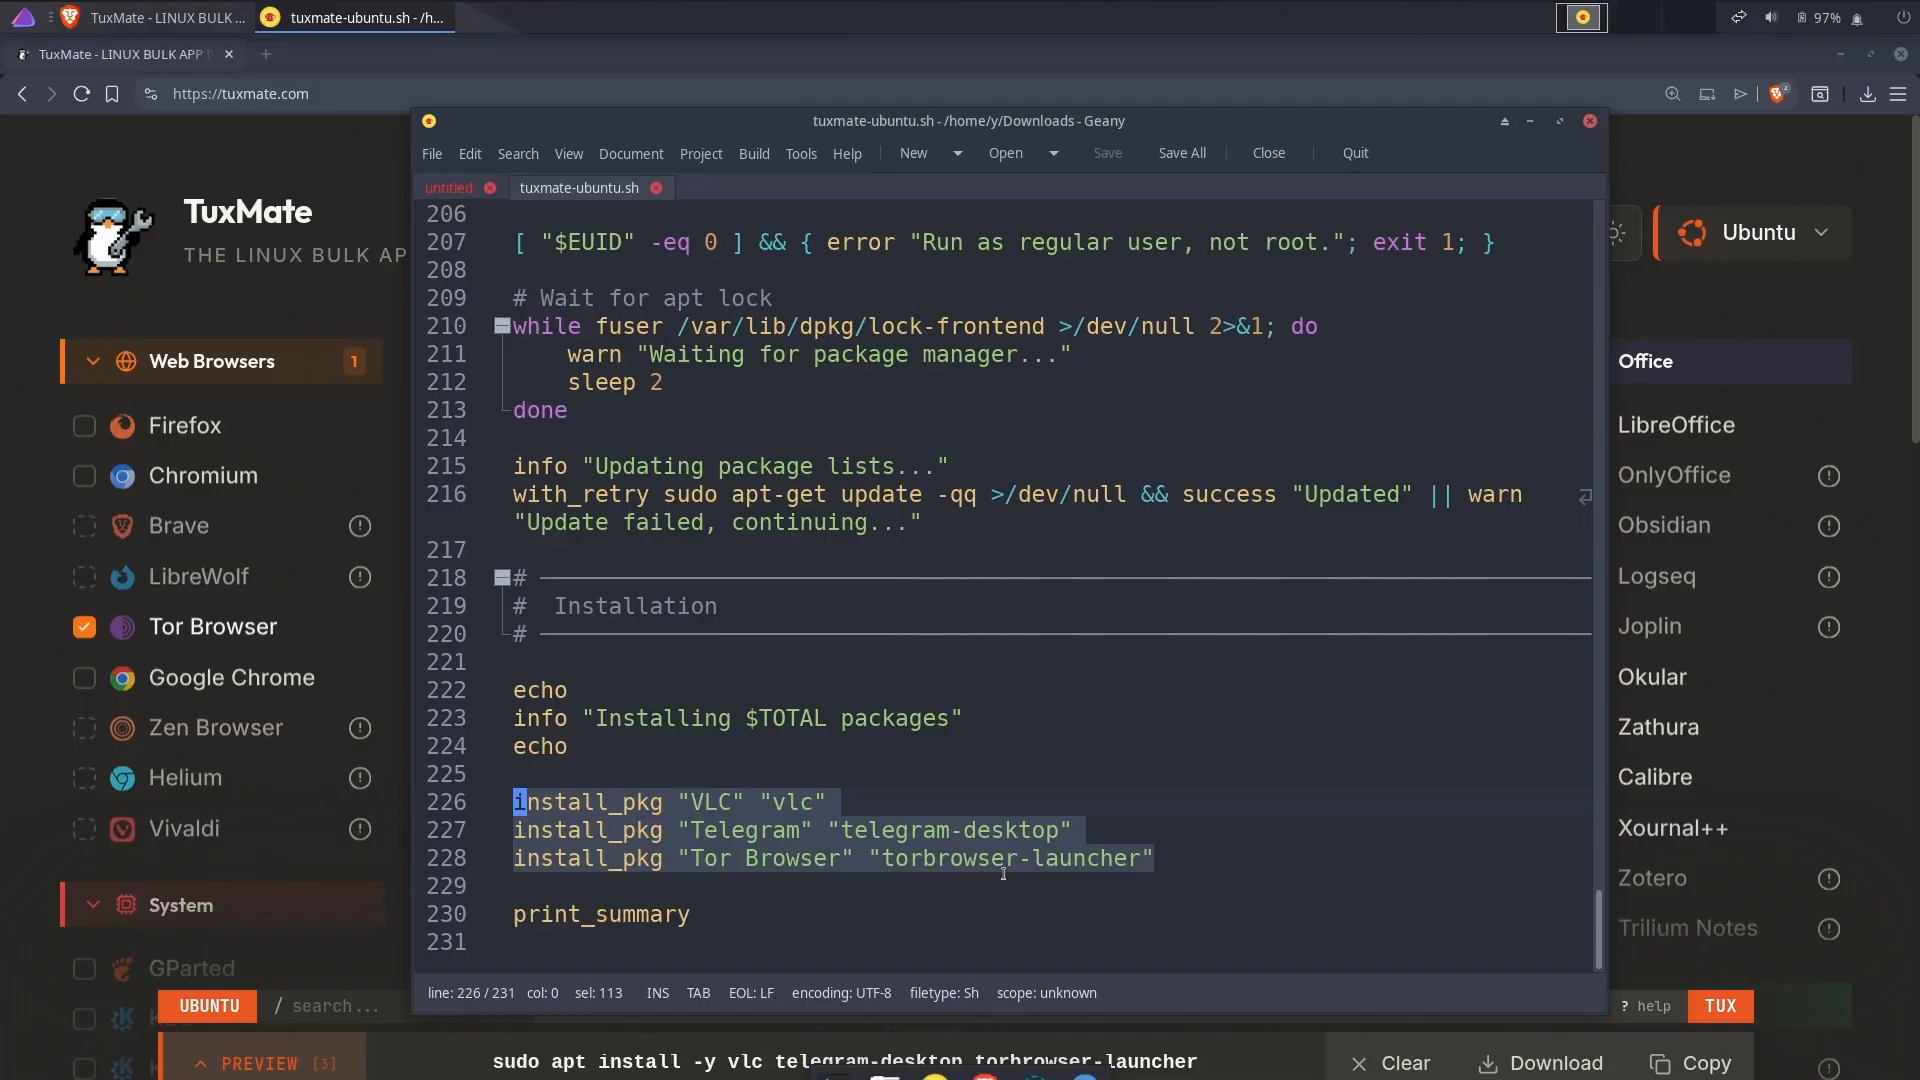 TuxMate - LINUX BULK ...
tuxmate-ubuntu.sh - /h...
97%
TuxMate - LINUX BULK APP
https://tuxmate.com
2
tuxmate-ubuntu.sh - /home/y/Downloads - Geany
File Edit Search View Document Project Build Tools Help New Open Save Save All Close Quit
untitled tuxmate-ubuntu.sh
TuxMate
THE LINUX BULK AP
Ubuntu
Web Browsers 1
Firefox
Chromium
Brave
LibreWolf
Tor Browser
Google Chrome
Zen Browser
Helium
Vivaldi
System
GParted
206
207 [ "$EUID" -eq 0 ] && { error "Run as regular user, not root."; exit 1; }
208
209 # Wait for apt lock
210 while fuser /var/lib/dpkg/lock-frontend >/dev/null 2>&1; do
211 warn "Waiting for package manager..."
212 sleep 2
213 done
214
215 info "Updating package lists..."
216 with_retry sudo apt-get update -qq >/dev/null && success "Updated" || warn
"Update failed, continuing..."
217
218 #
219 # Installation
220 #
221
222 echo
223 info "Installing $TOTAL packages"
224 echo
225
226 install_pkg "VLC" "vlc"
227 install_pkg "Telegram" "telegram-desktop"
228 install_pkg "Tor Browser" "torbrowser-launcher"
229
230 print_summary
231
line: 226 / 231 col: 0 sel: 113 INS TAB EOL: LF encoding: UTF-8 filetype: Sh scope: unknown
Office
LibreOffice
OnlyOffice
Obsidian
Logseq
Joplin
Okular
Zathura
Calibre
Xournal++
Zotero
Trilium Notes
UBUNTU / search... ? help TUX
PREVIEW [3] sudo apt install -y vlc telegram-desktop torbrowser-launcher Clear Download Copy